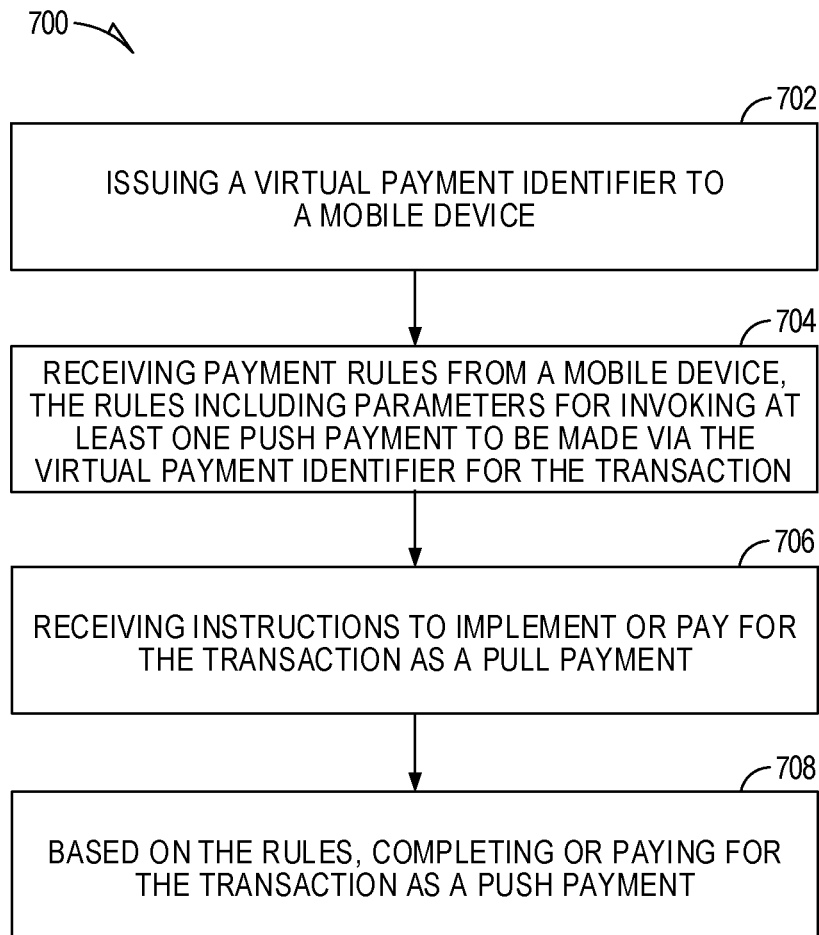 700
702
ISSUING A VIRTUAL PAYMENT IDENTIFIER TO
A MOBILE DEVICE
704
RECEIVING PAYMENT RULES FROM A MOBILE DEVICE,
THE RULES INCLUDING PARAMETERS FOR INVOKING AT
LEAST ONE PUSH PAYMENT TO BE MADE VIA THE
VIRTUAL PAYMENT IDENTIFIER FOR THE TRANSACTION
706
RECEIVING INSTRUCTIONS TO IMPLEMENT OR PAY FOR
THE TRANSACTION AS A PULL PAYMENT
708
BASED ON THE RULES, COMPLETING OR PAYING FOR
THE TRANSACTION AS A PUSH PAYMENT